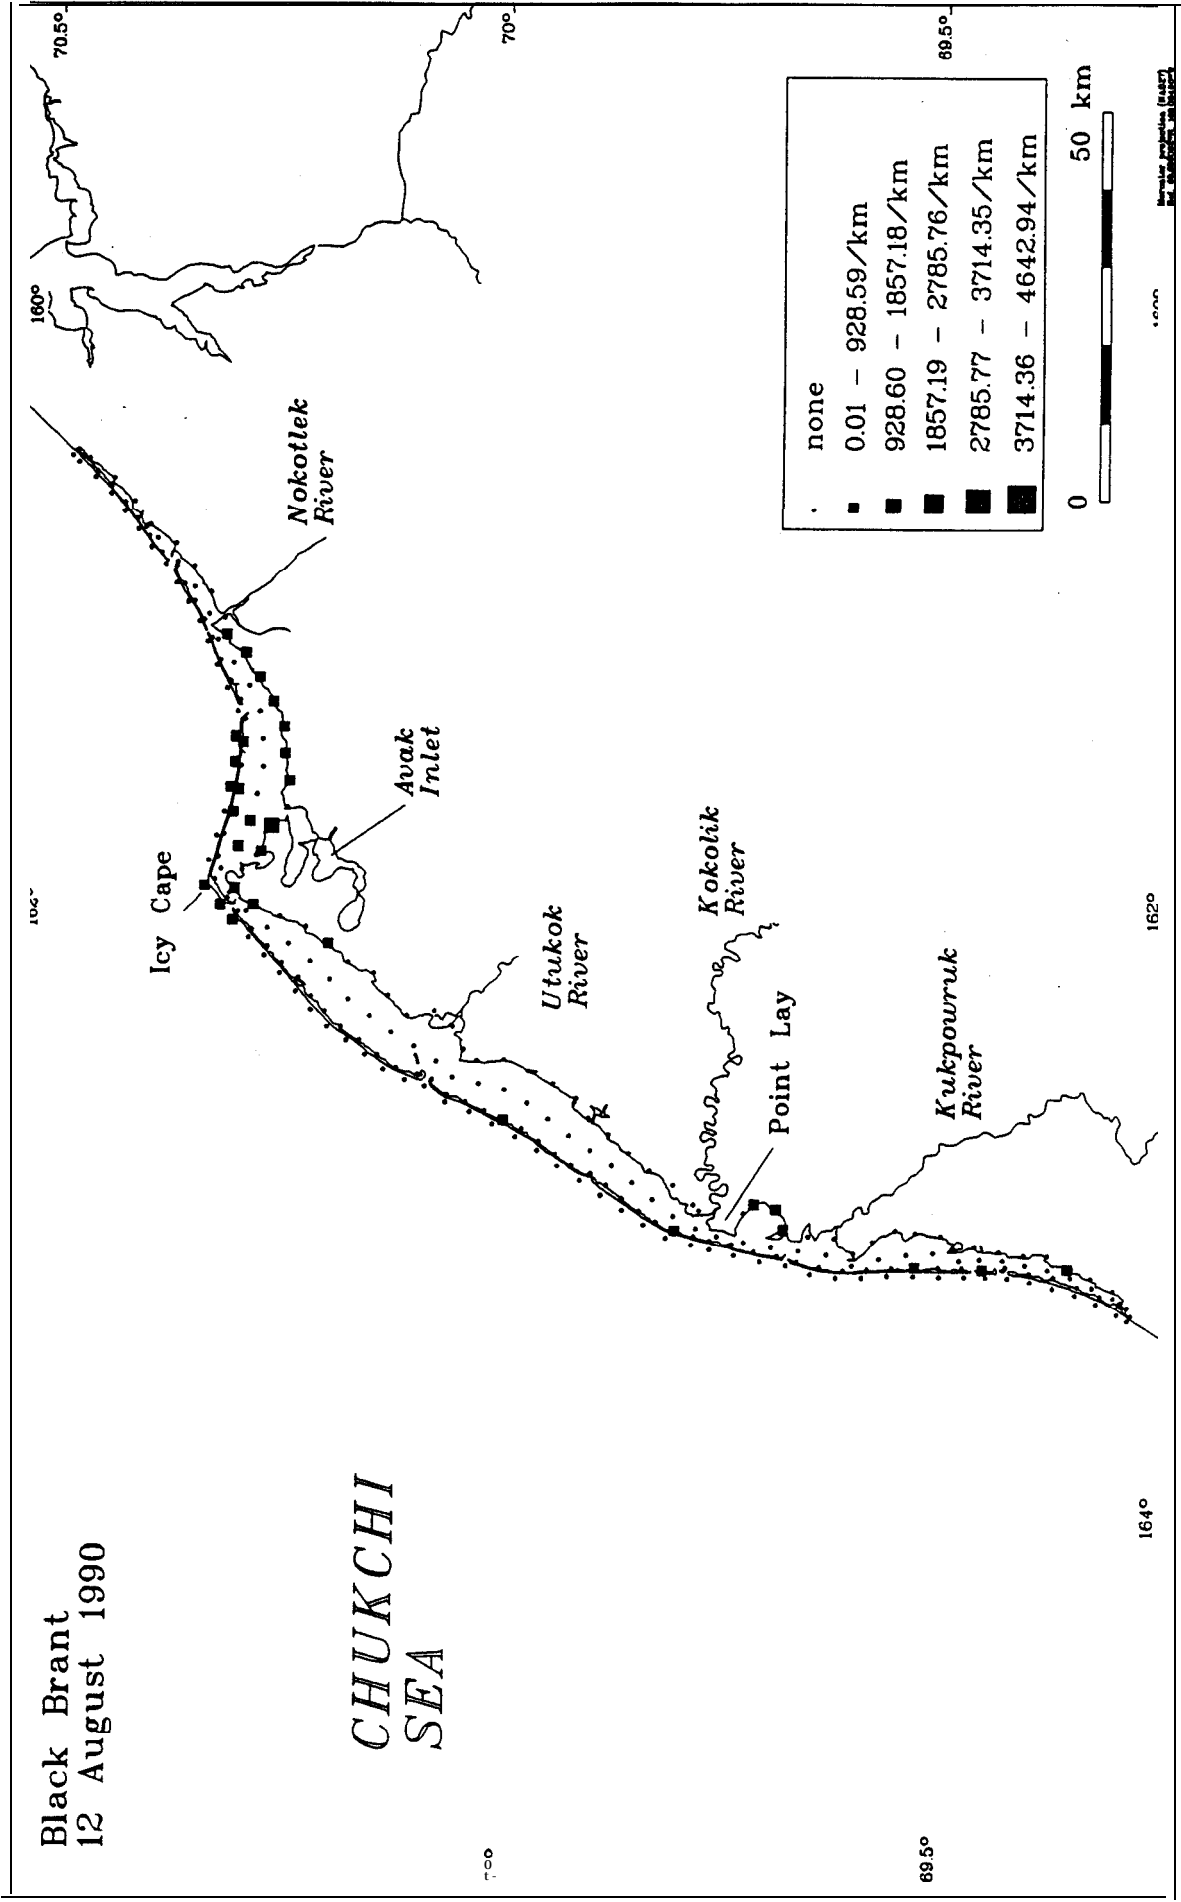 Black Brant
12 August 1990
CHUKCHI
SEA
Icy Cape
Nokotlek
River
Avak
Inlet
Utukok
River
Kokolik
River
Point Lay
Kukpowruk
River
70.5°
70°
69.5°
160°
162°
164°
69.5°
none
0.01 - 928.59/km
928.60 - 1857.18/km
1857.19 - 2785.76/km
2785.77 - 3714.35/km
3714.36 - 4642.94/km
0 50 km
Mercator projection